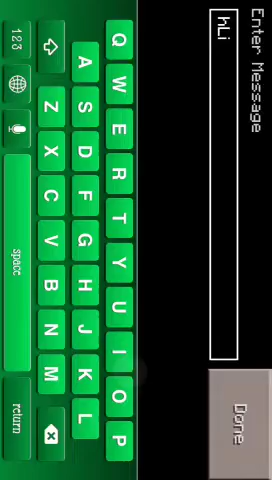 Enter Message
hLi
Done
Q W E R T Y U I O P
A S D F G H J K L
Z X C V B N M
123 space return